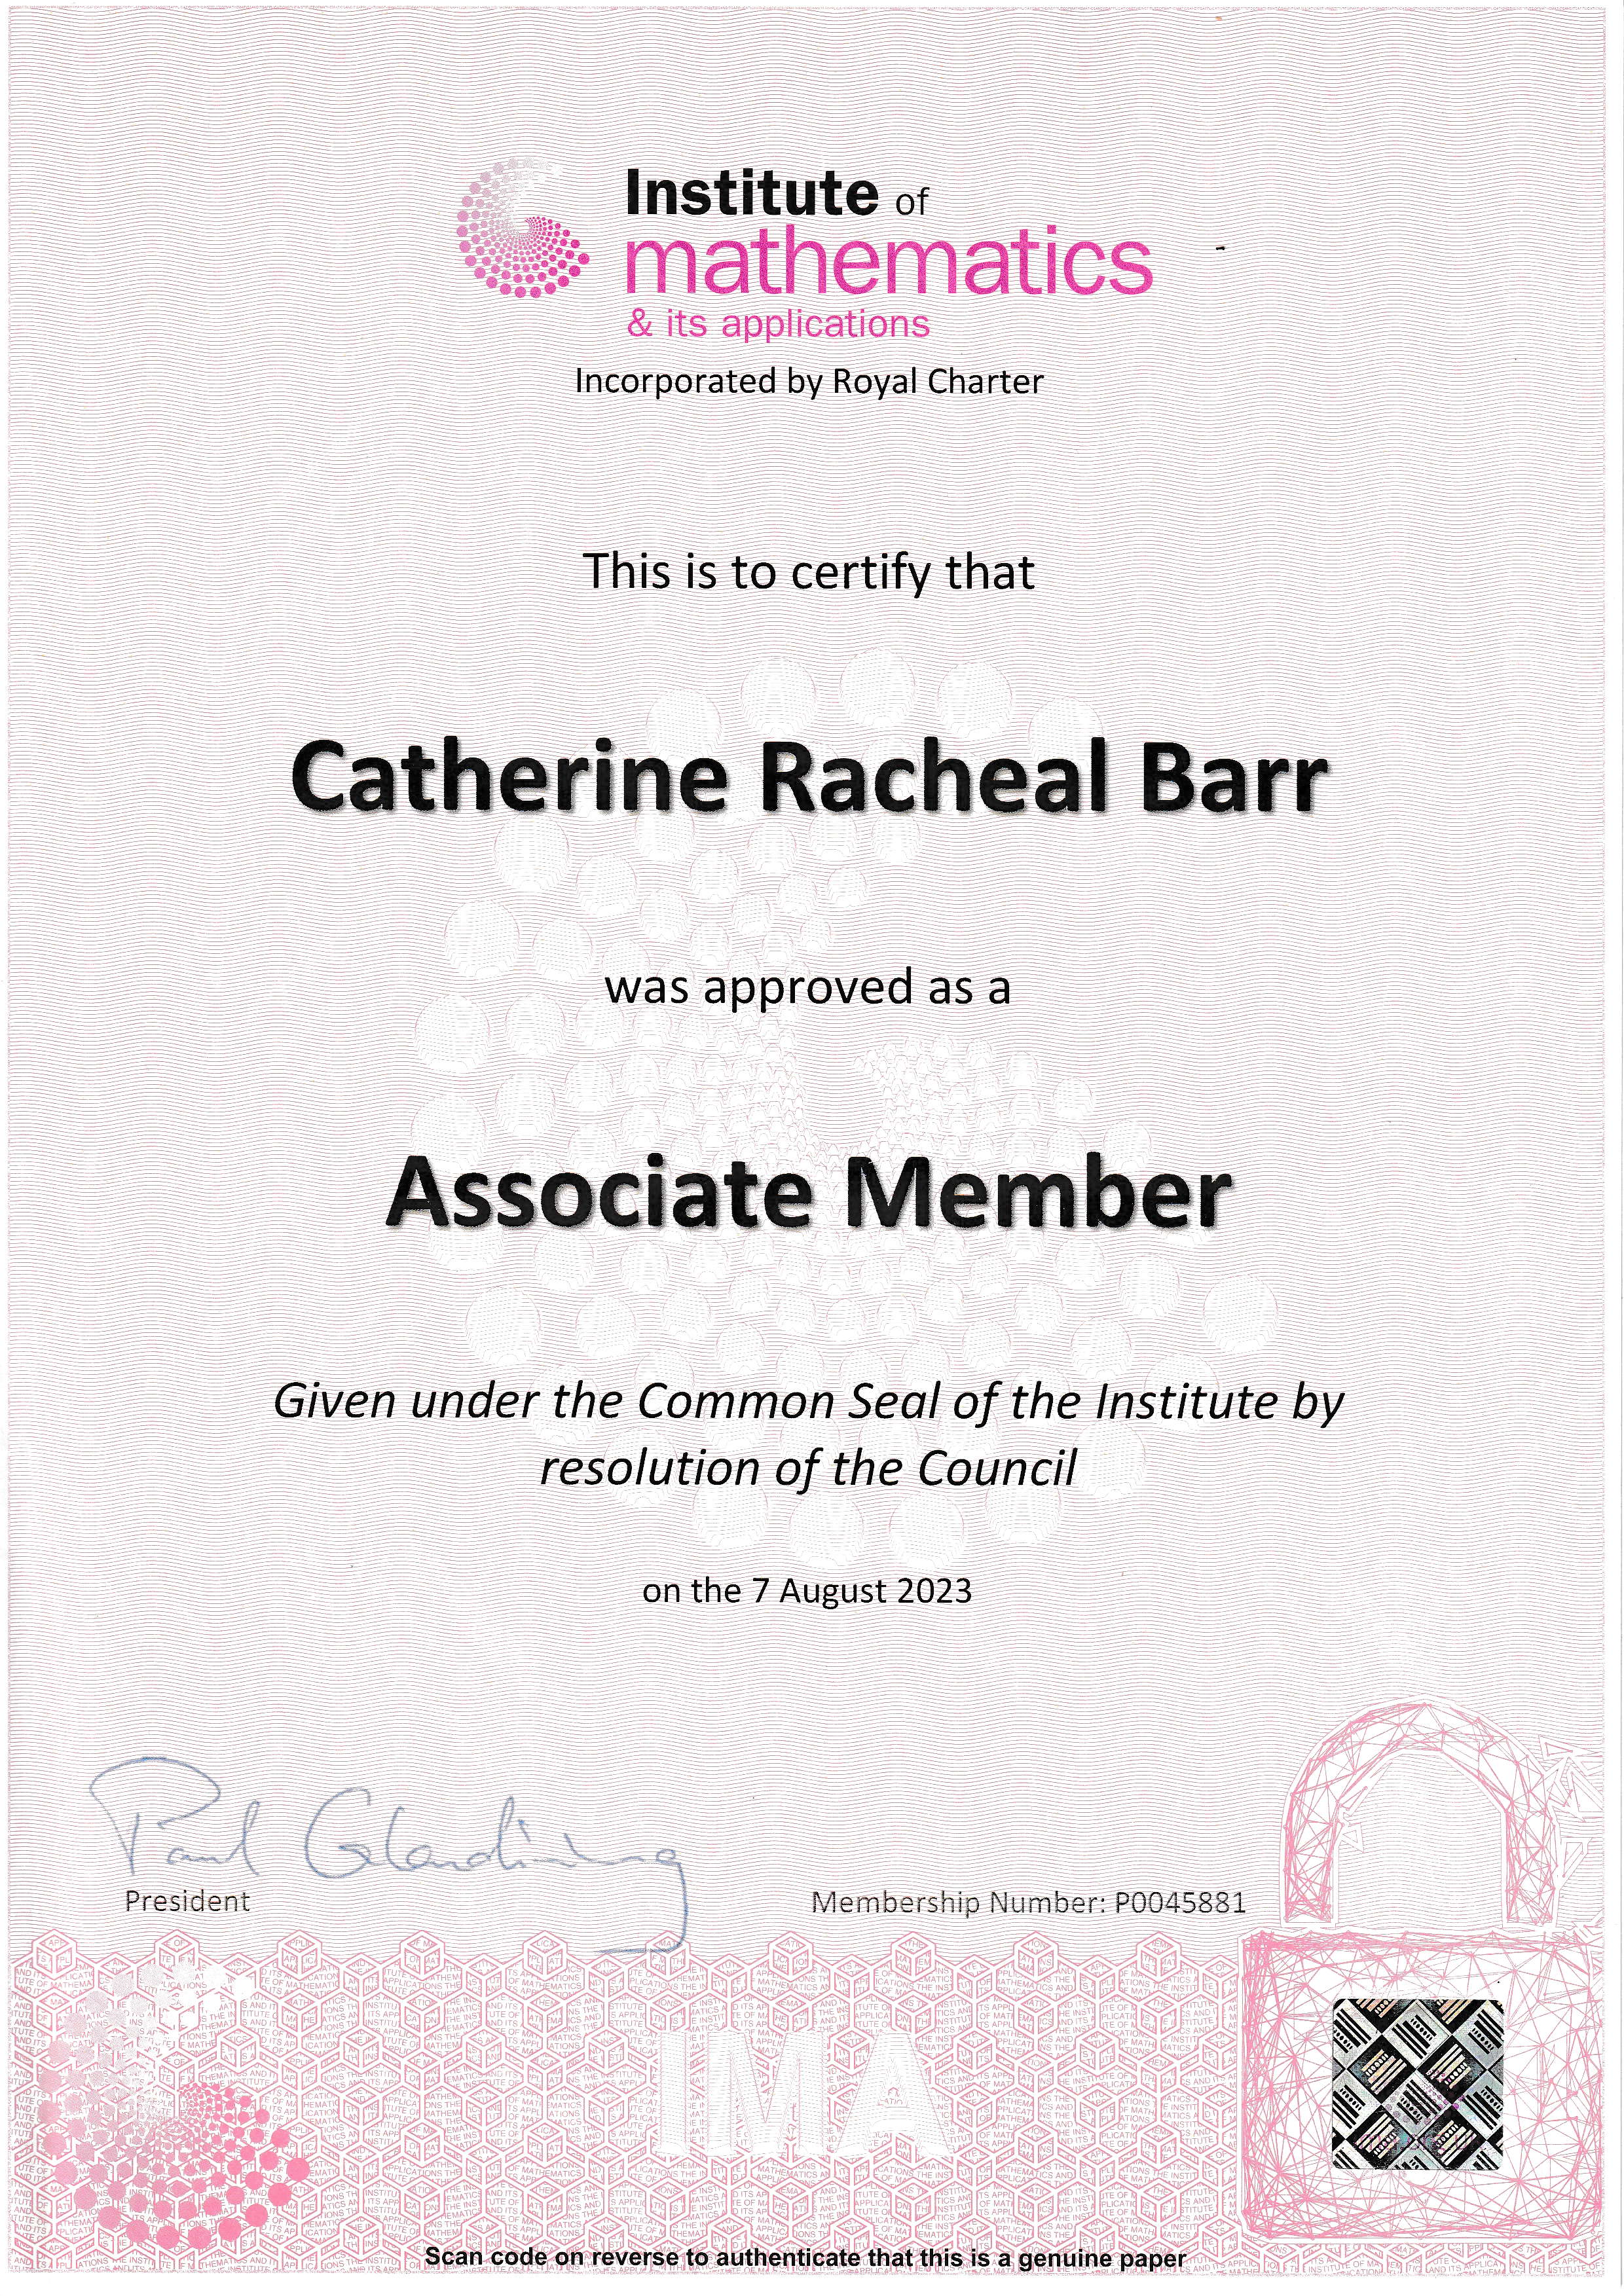 Institute of
mathematics
& its applications
Incorporated by Royal Charter
This is to certify that
Catherine Racheal Barr
was approved as a
Associate Member
Given under the Common Seal of the Institute by
resolution of the Council
on the 7 August 2023
Paul Glendinning
President
Membership Number: P0045881
IMA
Scan code on reverse to authenticate that this is a genuine paper